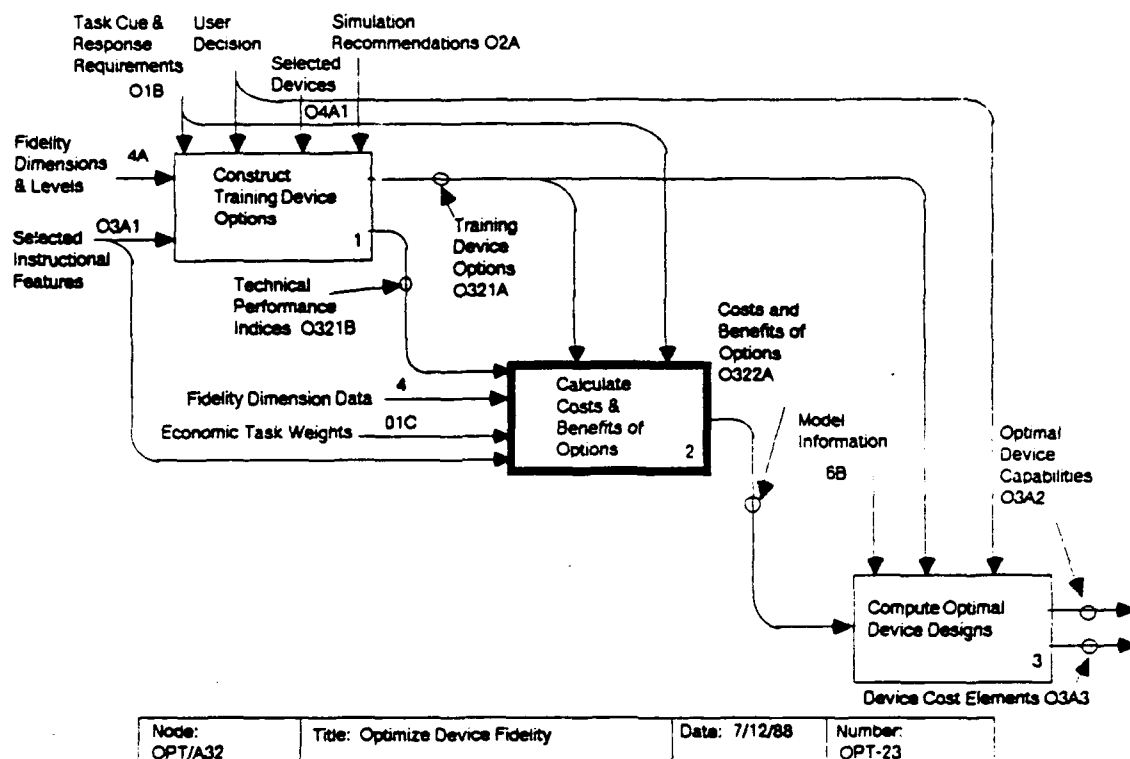 Task Cue &
Response
Requirements
O1B
User
Decision
Selected
Devices
O4A1
Simulation
Recommendations O2A
Fidelity
Dimensions
& Levels
4A
Selected
Instructional
Features
O3A1
Construct
Training Device
Options
1
Training
Device
Options
O321A
Technical
Performance
Indices O321B
Fidelity Dimension Data
4
Economic Task Weights
01C
Calculate
Costs &
Benefits of
Options
2
Costs and
Benefits of
Options
O322A
Model
Information
6B
Optimal
Device
Capabilities
O3A2
Compute Optimal
Device Designs
3
Device Cost Elements O3A3
Node:
OPT/A32
Title: Optimize Device Fidelity
Date: 7/12/88
Number:
OPT-23